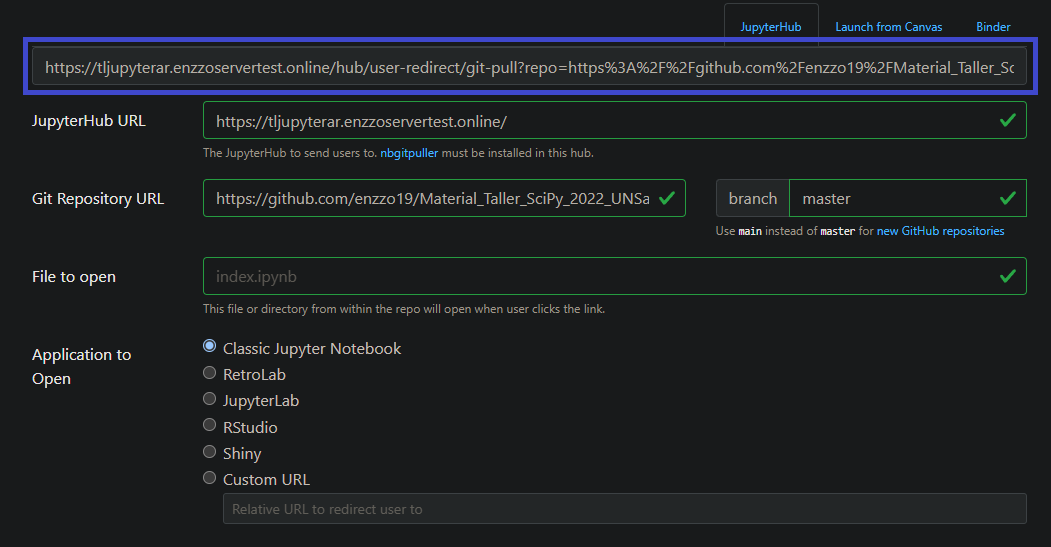 JupyterHub Launch from Canvas Binder
https://tljupyterar.enzzoservertest.online/hub/user-redirect/git-pull?repo=https%3A%2F%2Fgithub.com%2Fenzzo19%2FMaterial_Taller_Sc
JupyterHub URL
https://tljupyterar.enzzoservertest.online/
The JupyterHub to send users to. nbgitpuller must be installed in this hub.
Git Repository URL
https://github.com/enzzo19/Material_Taller_SciPy_2022_UNSa
branch master
Use main instead of master for new GitHub repositories
File to open
index.ipynb
This file or directory from within the repo will open when user clicks the link.
Application to
Open
Classic Jupyter Notebook
RetroLab
JupyterLab
RStudio
Shiny
Custom URL
Relative URL to redirect user to